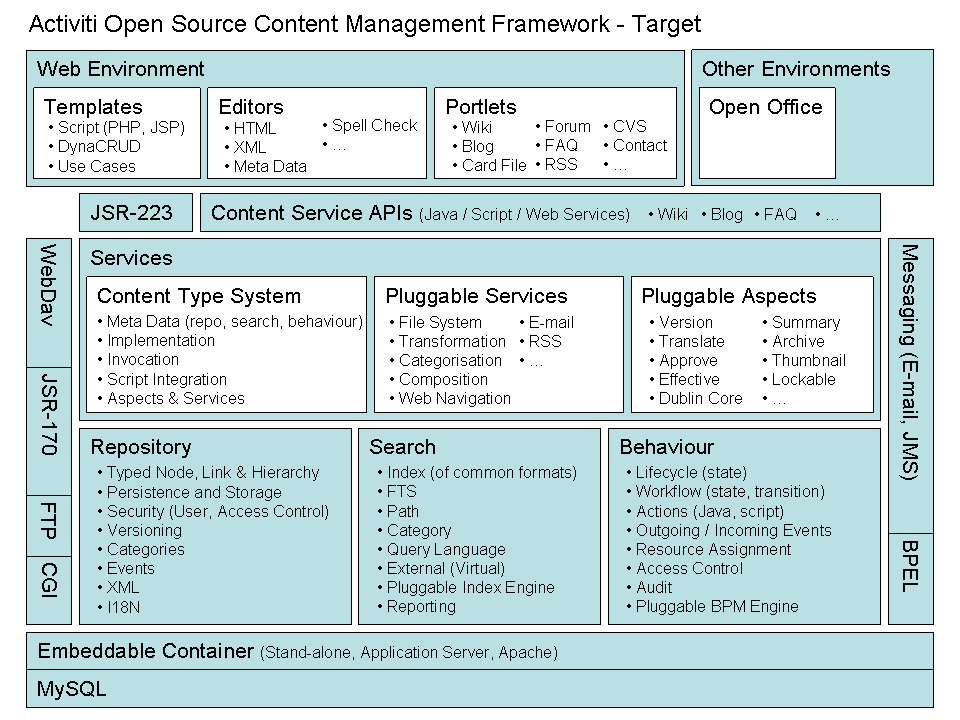 Activiti Open Source Content Management Framework - Target
Web Environment
Templates
• Script (PHP, JSP)
• DynaCRUD
• Use Cases
Editors
• HTML
• XML
• Meta Data
• Spell Check
• …
Portlets
• Wiki
• Blog
• Card File
• Forum
• FAQ
• RSS
• CVS
• Contact
• …
Other Environments
Open Office
JSR-223
Content Service APIs (Java / Script / Web Services) • Wiki • Blog • FAQ • …
WebDav
JSR-170
FTP
CGI
Services
Content Type System
• Meta Data (repo, search, behaviour)
• Implementation
• Invocation
• Script Integration
• Aspects & Services
Pluggable Services
• File System
• Transformation
• Categorisation
• Composition
• Web Navigation
• E-mail
• RSS
• …
Pluggable Aspects
• Version
• Translate
• Approve
• Effective
• Dublin Core
• Summary
• Archive
• Thumbnail
• Lockable
• …
Repository
• Typed Node, Link & Hierarchy
• Persistence and Storage
• Security (User, Access Control)
• Versioning
• Categories
• Events
• XML
• I18N
Search
• Index (of common formats)
• FTS
• Path
• Category
• Query Language
• External (Virtual)
• Pluggable Index Engine
• Reporting
Behaviour
• Lifecycle (state)
• Workflow (state, transition)
• Actions (Java, script)
• Outgoing / Incoming Events
• Resource Assignment
• Access Control
• Audit
• Pluggable BPM Engine
Messaging (E-mail, JMS)
BPEL
Embeddable Container (Stand-alone, Application Server, Apache)
MySQL